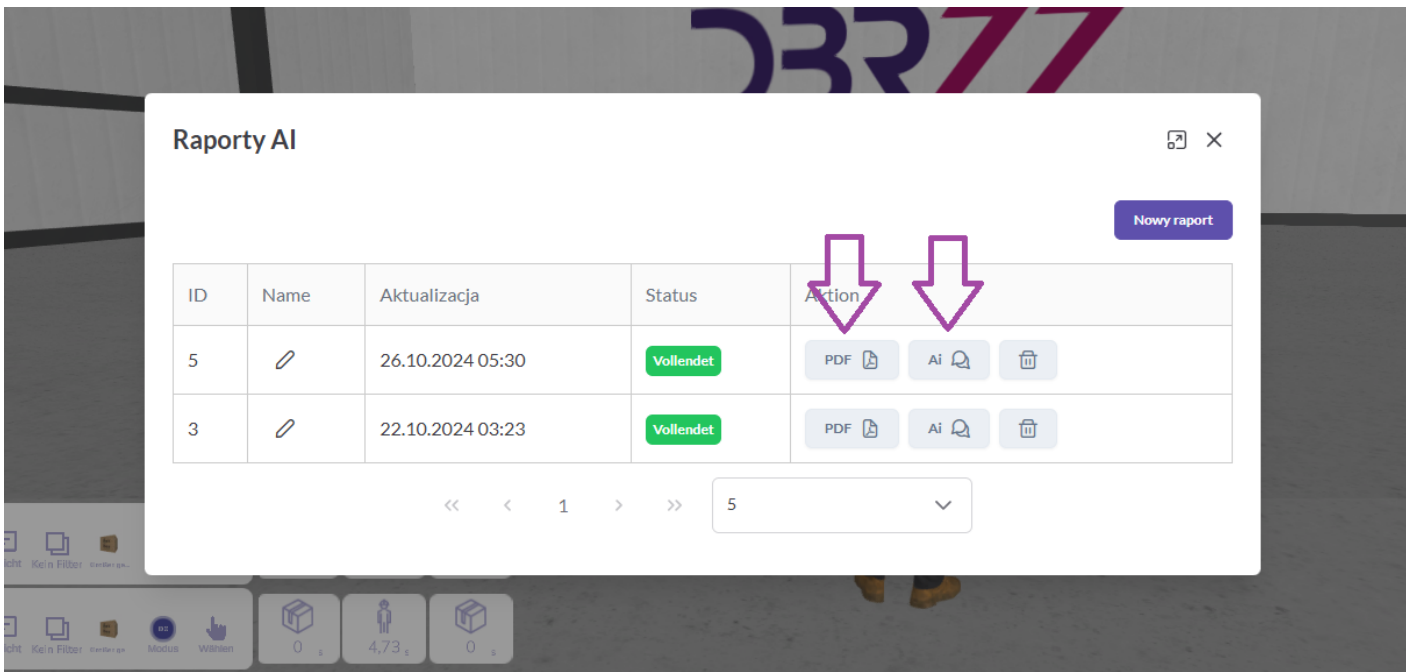 DBR77
Raporty AI
Nowy raport
ID Name Aktualizacja Status Aktion
5 26.10.2024 05:30 Vollendet PDF Ai
3 22.10.2024 03:23 Vollendet PDF Ai
<< < 1 > >> 5
icht Kein Filter
icht Kein Filter Modus Wählen 0 s 4,73 s 0 s